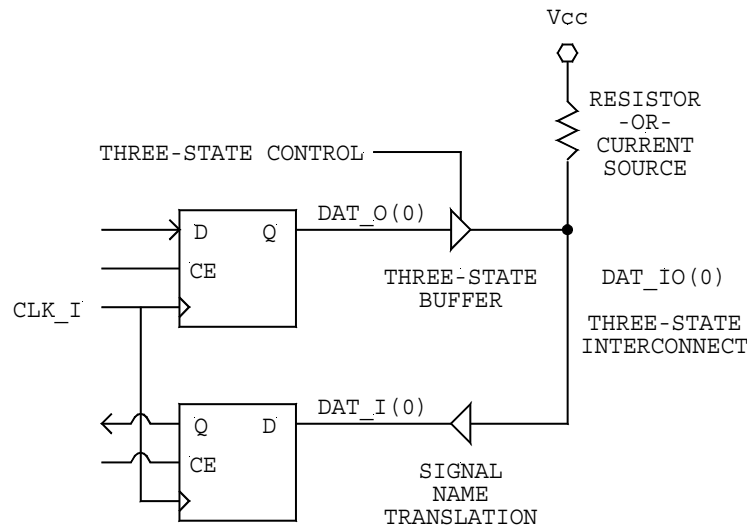 Vcc
RESISTOR
-OR-
CURRENT
SOURCE
THREE-STATE CONTROL
DAT_O(0)
D
Q
CE
CLK_I
THREE-STATE
BUFFER
DAT_IO(0)
THREE-STATE
INTERCONNECT
DAT_I(0)
Q
D
CE
SIGNAL
NAME
TRANSLATION